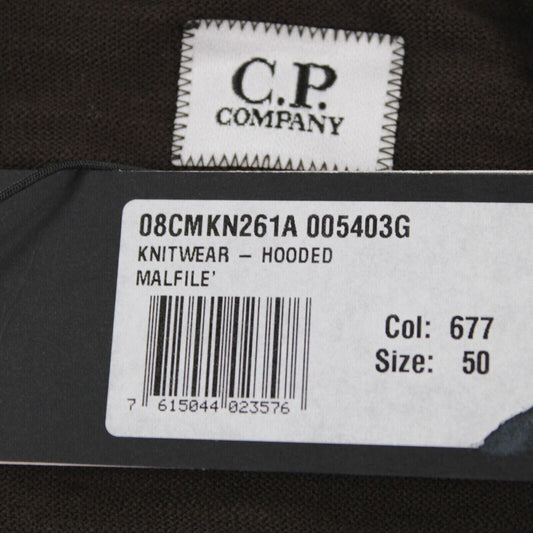 C.P.
COMPANY
08CMKN261A 005403G
KNITWEAR – HOODED
MALFILE'
Col: 677
Size: 50
7 615044 023576